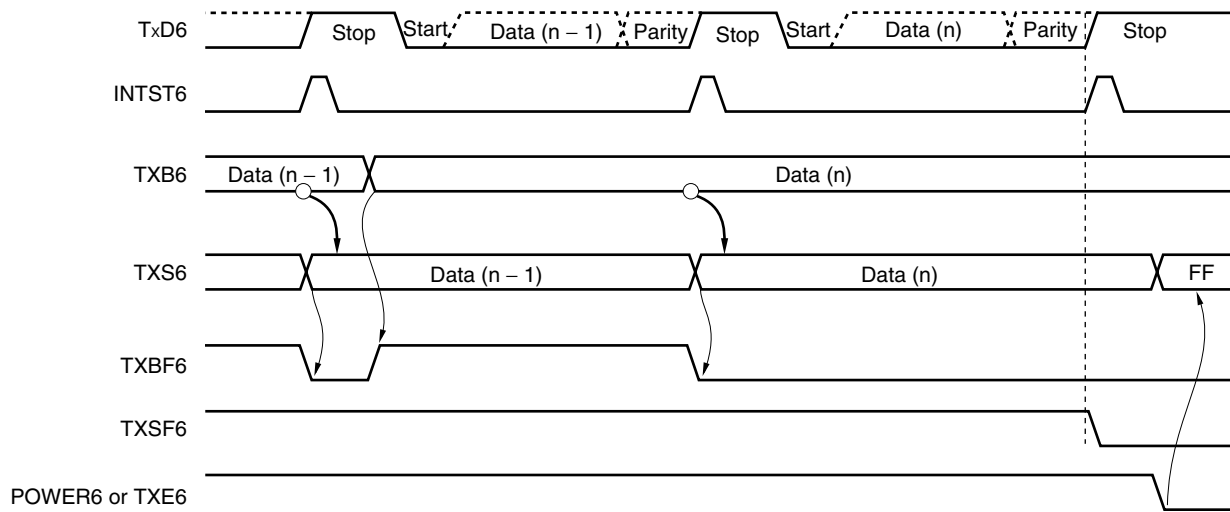 TxD6 Stop Start Data (n − 1) Parity Stop Start Data (n) Parity Stop
INTST6
TXB6 Data (n − 1) Data (n)
TXS6 Data (n − 1) Data (n) FF
TXBF6
TXSF6
POWER6 or TXE6